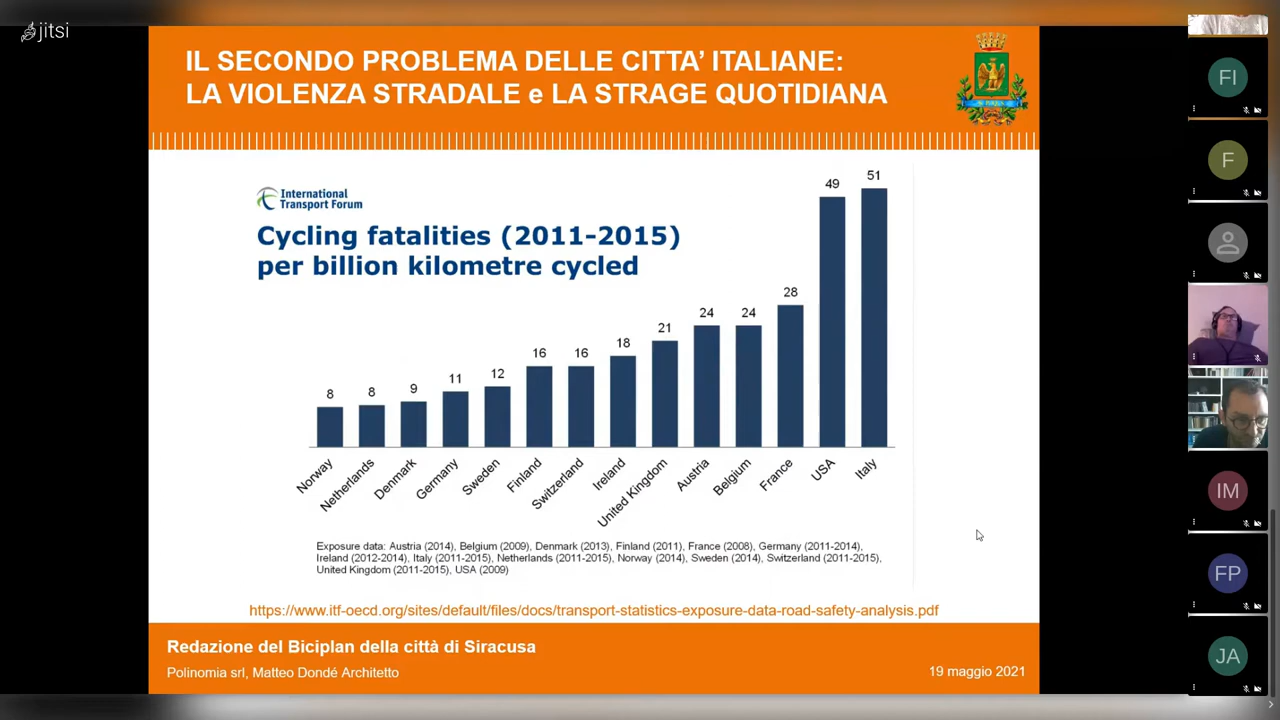 jitsi
IL SECONDO PROBLEMA DELLE CITTA' ITALIANE:
LA VIOLENZA STRADALE e LA STRAGE QUOTIDIANA
International
Transport Forum
Cycling fatalities (2011-2015)
per billion kilometre cycled
8
8
9
11
12
16
16
18
21
24
24
28
49
51
Norway
Netherlands
Denmark
Germany
Sweden
Finland
Switzerland
Ireland
United Kingdom
Austria
Belgium
France
USA
Italy
Exposure data: Austria (2014), Belgium (2009), Denmark (2013), Finland (2011), France (2008), Germany (2011-2014),
Ireland (2012-2014), Italy (2011-2015), Netherlands (2011-2015), Norway (2014), Sweden (2014), Switzerland (2011-2015),
United Kingdom (2011-2015), USA (2009)
https://www.itf-oecd.org/sites/default/files/docs/transport-statistics-exposure-data-road-safety-analysis.pdf
Redazione del Biciplan della città di Siracusa
Polinomia srl, Matteo Dondé Architetto
19 maggio 2021
FI
F
IM
FP
JA